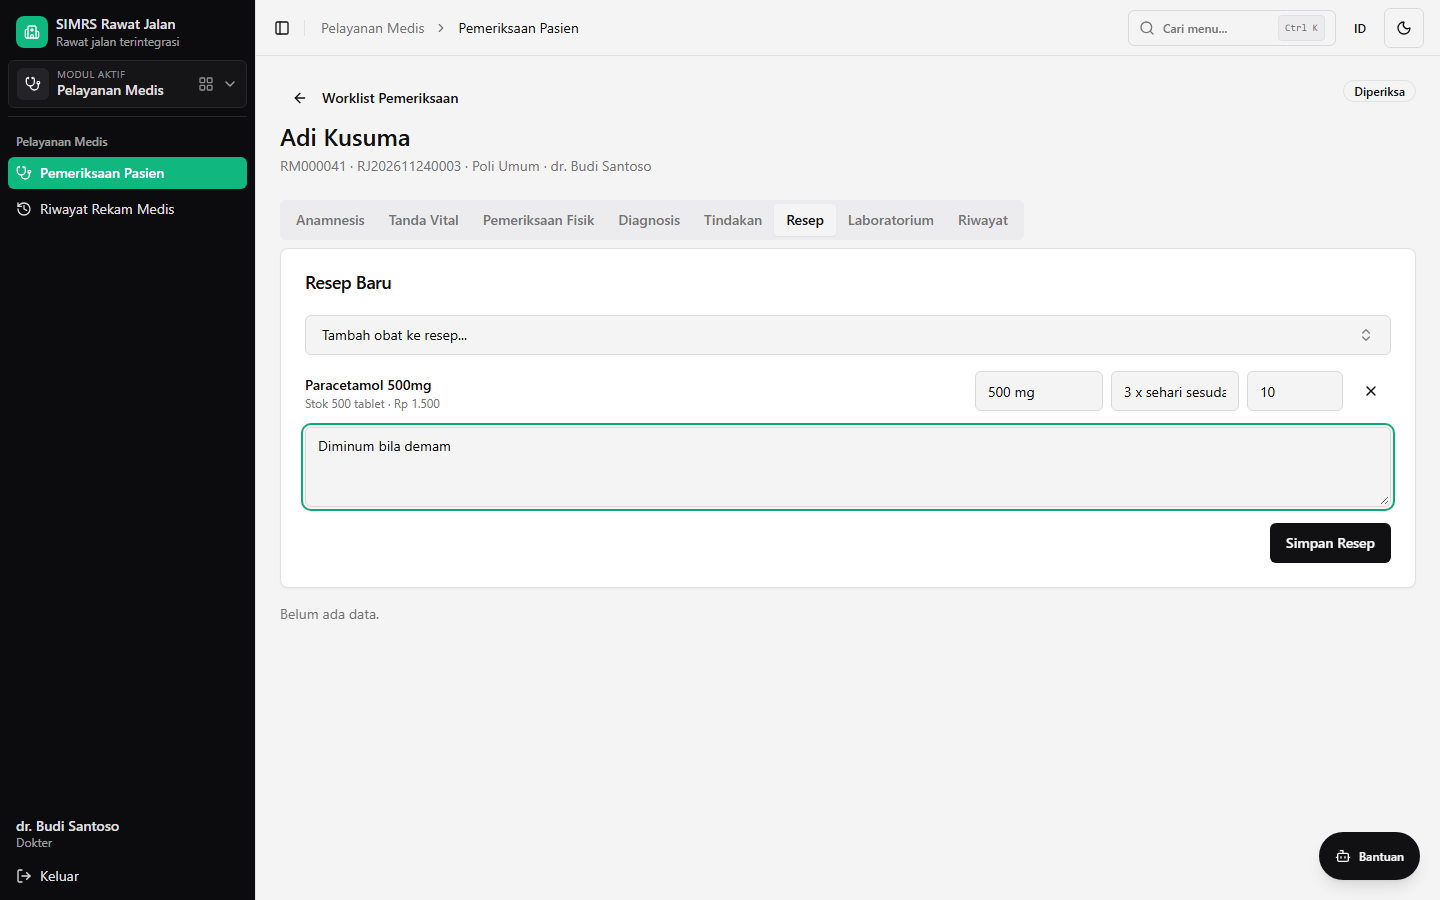 SIMRS Rawat Jalan
Rawat jalan terintegrasi
MODUL AKTIF
Pelayanan Medis
Pelayanan Medis
Pemeriksaan Pasien
Riwayat Rekam Medis
dr. Budi Santoso
Dokter
Keluar
Pelayanan Medis > Pemeriksaan Pasien
Cari menu...
Ctrl K
ID
Worklist Pemeriksaan
Diperiksa
Adi Kusuma
RM000041 · RJ202611240003 · Poli Umum · dr. Budi Santoso
Anamnesis Tanda Vital Pemeriksaan Fisik Diagnosis Tindakan Resep Laboratorium Riwayat
Resep Baru
Tambah obat ke resep...
Paracetamol 500mg
Stok 500 tablet · Rp 1.500
500 mg
3 x sehari sesuda
10
Diminum bila demam
Simpan Resep
Belum ada data.
Bantuan